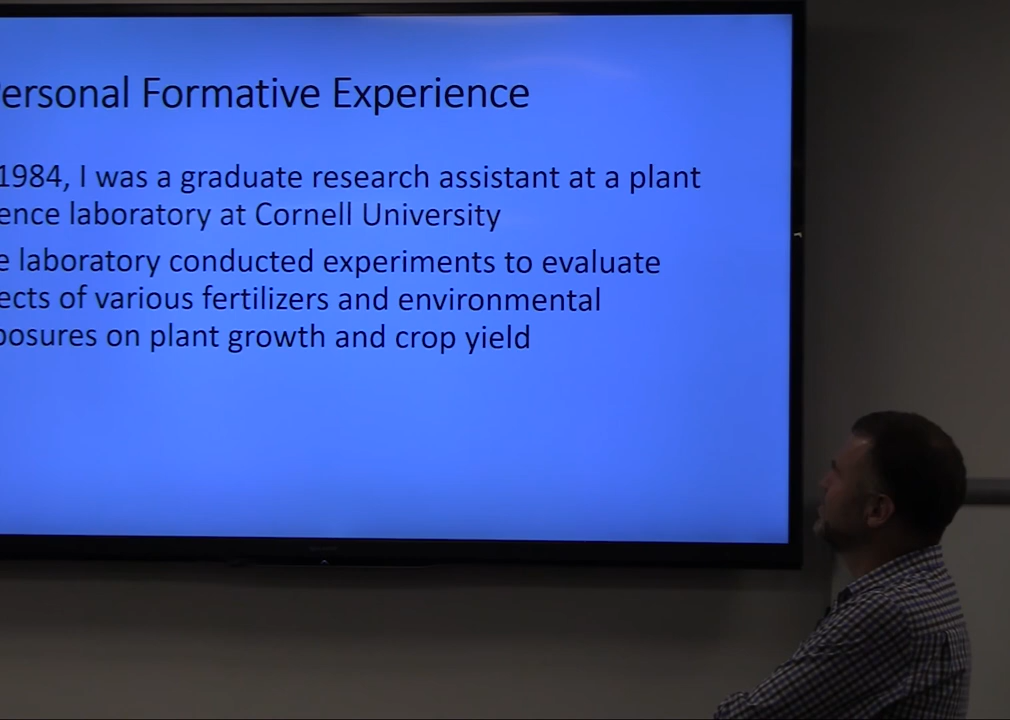 ersonal Formative Experience
1984, I was a graduate research assistant at a plant
ence laboratory at Cornell University
e laboratory conducted experiments to evaluate
ects of various fertilizers and environmental
posures on plant growth and crop yield